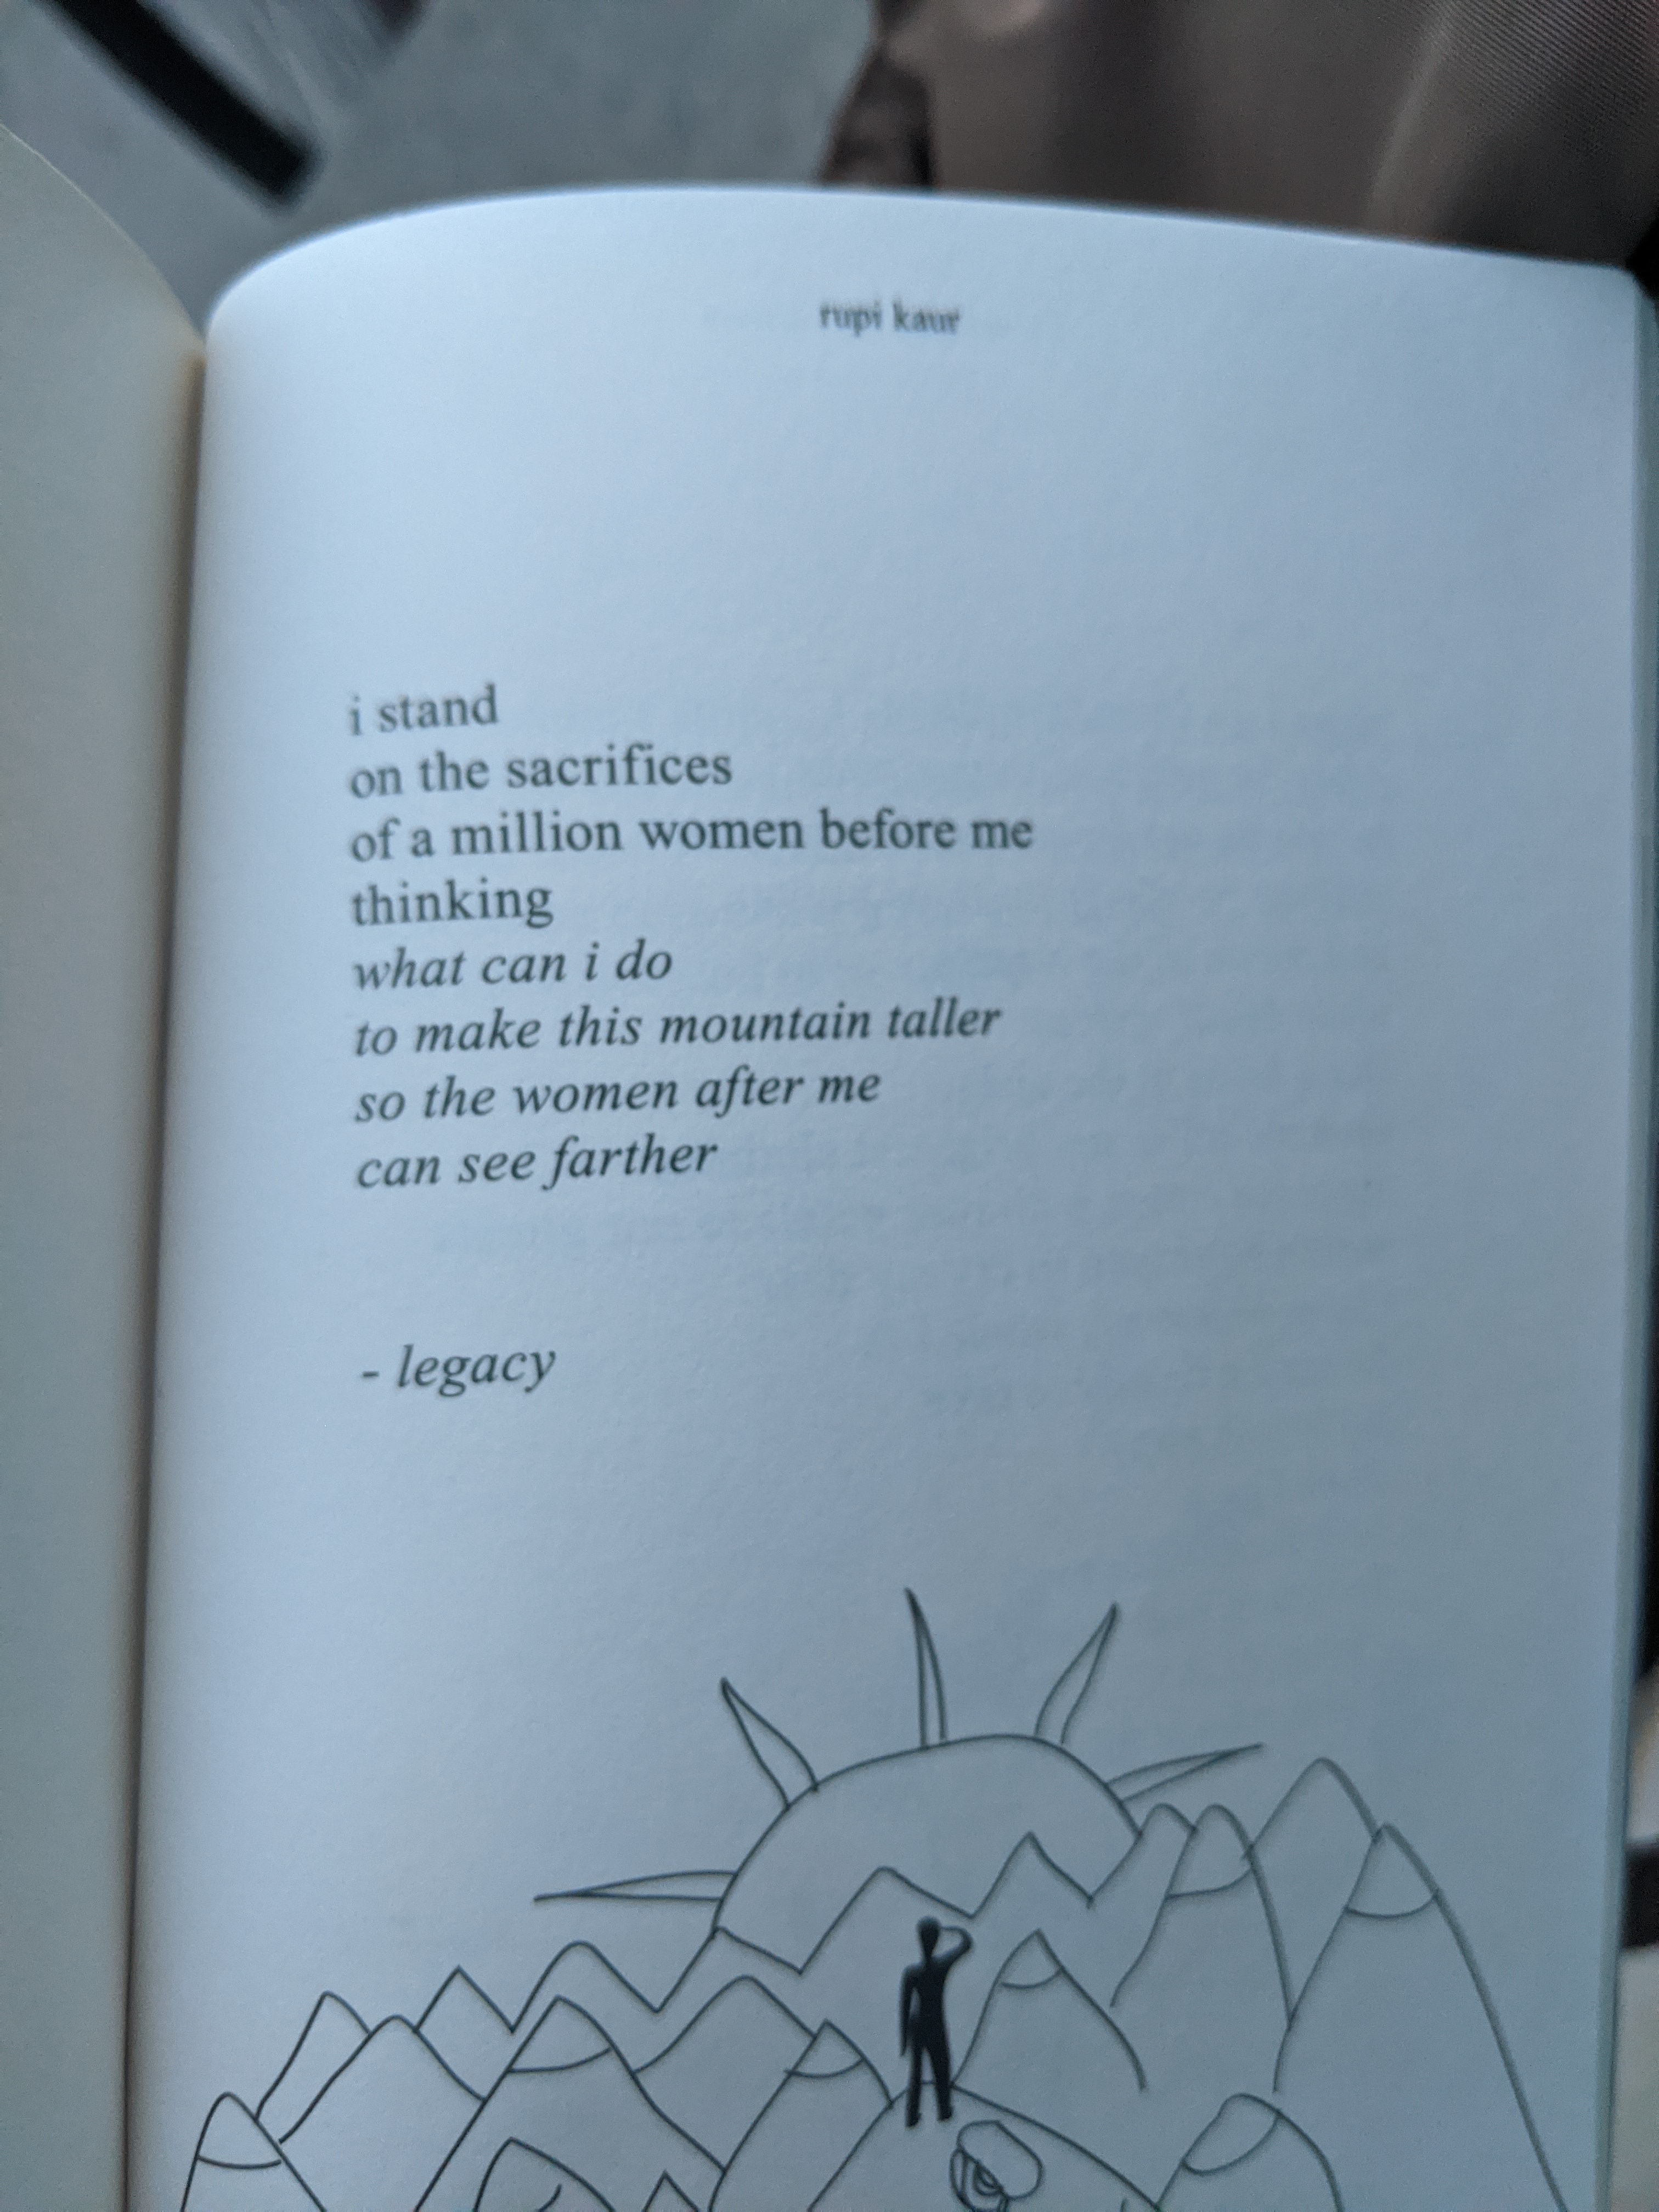 rupi kaur
i stand
on the sacrifices
of a million women before me
thinking
what can i do
to make this mountain taller
so the women after me
can see farther
- legacy